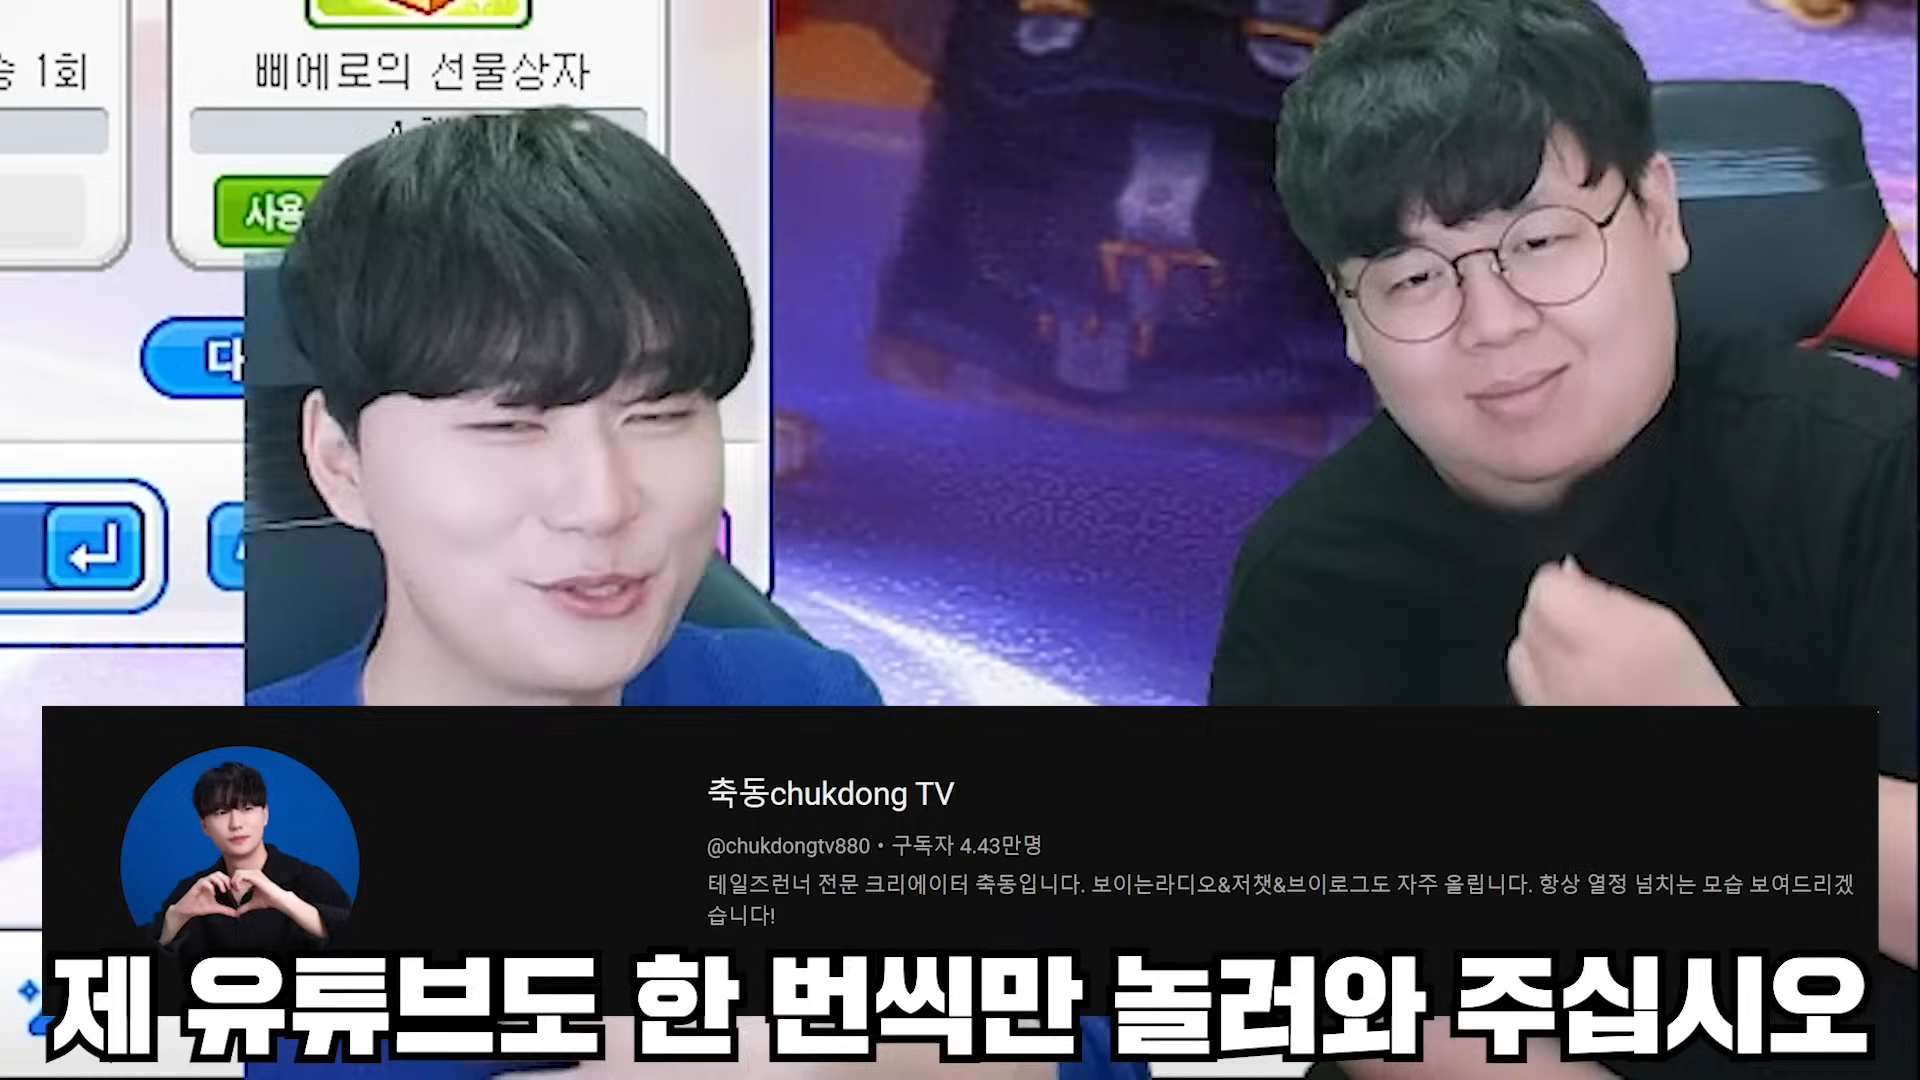 1회
삐에로의 선물상자
사용
대
축동chukdong TV
@chukdongtv880 • 구독자 4.43만명
테일즈런너 전문 크리에이터 축동입니다. 보이는라디오&저챗&브이로그도 자주 올립니다. 항상 열정 넘치는 모습 보여드리겠
습니다!
제 유튜브도 한 번씩만 놀러와 주십시오